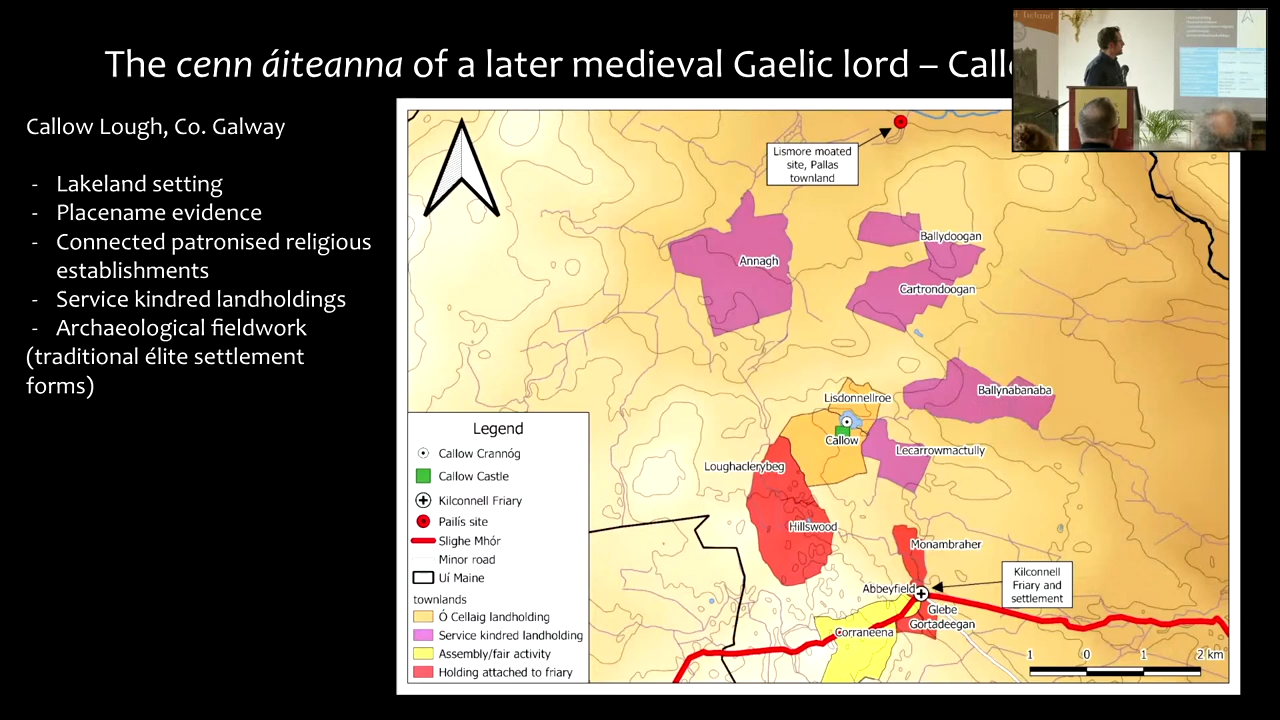 The cenn áiteanna of a later medieval Gaelic lord –
Callow Lough, Co. Galway
- Lakeland setting
- Placename evidence
- Connected patronised religious
establishments
- Service kindred landholdings
- Archaeological fieldwork
(traditional élite settlement
forms)
Lismore moated
site, Pallas
townland
Annagh
Ballydoogan
Cartrondoogan
Ballynabanaba
Lisdonnellroe
Callow
Lecarrowmactully
Loughaclerybeg
Hillswood
Monambraher
Abbeyfield
Kilconnell
Friary and
settlement
Glebe
Gortadeegan
Corraneena
1 0 1 2 km
Legend
Callow Crannóg
Callow Castle
Kilconnell Friary
Pailís site
Slighe Mhór
Minor road
Uí Maine
townlands
Ó Cellaig landholding
Service kindred landholding
Assembly/fair activity
Holding attached to friary